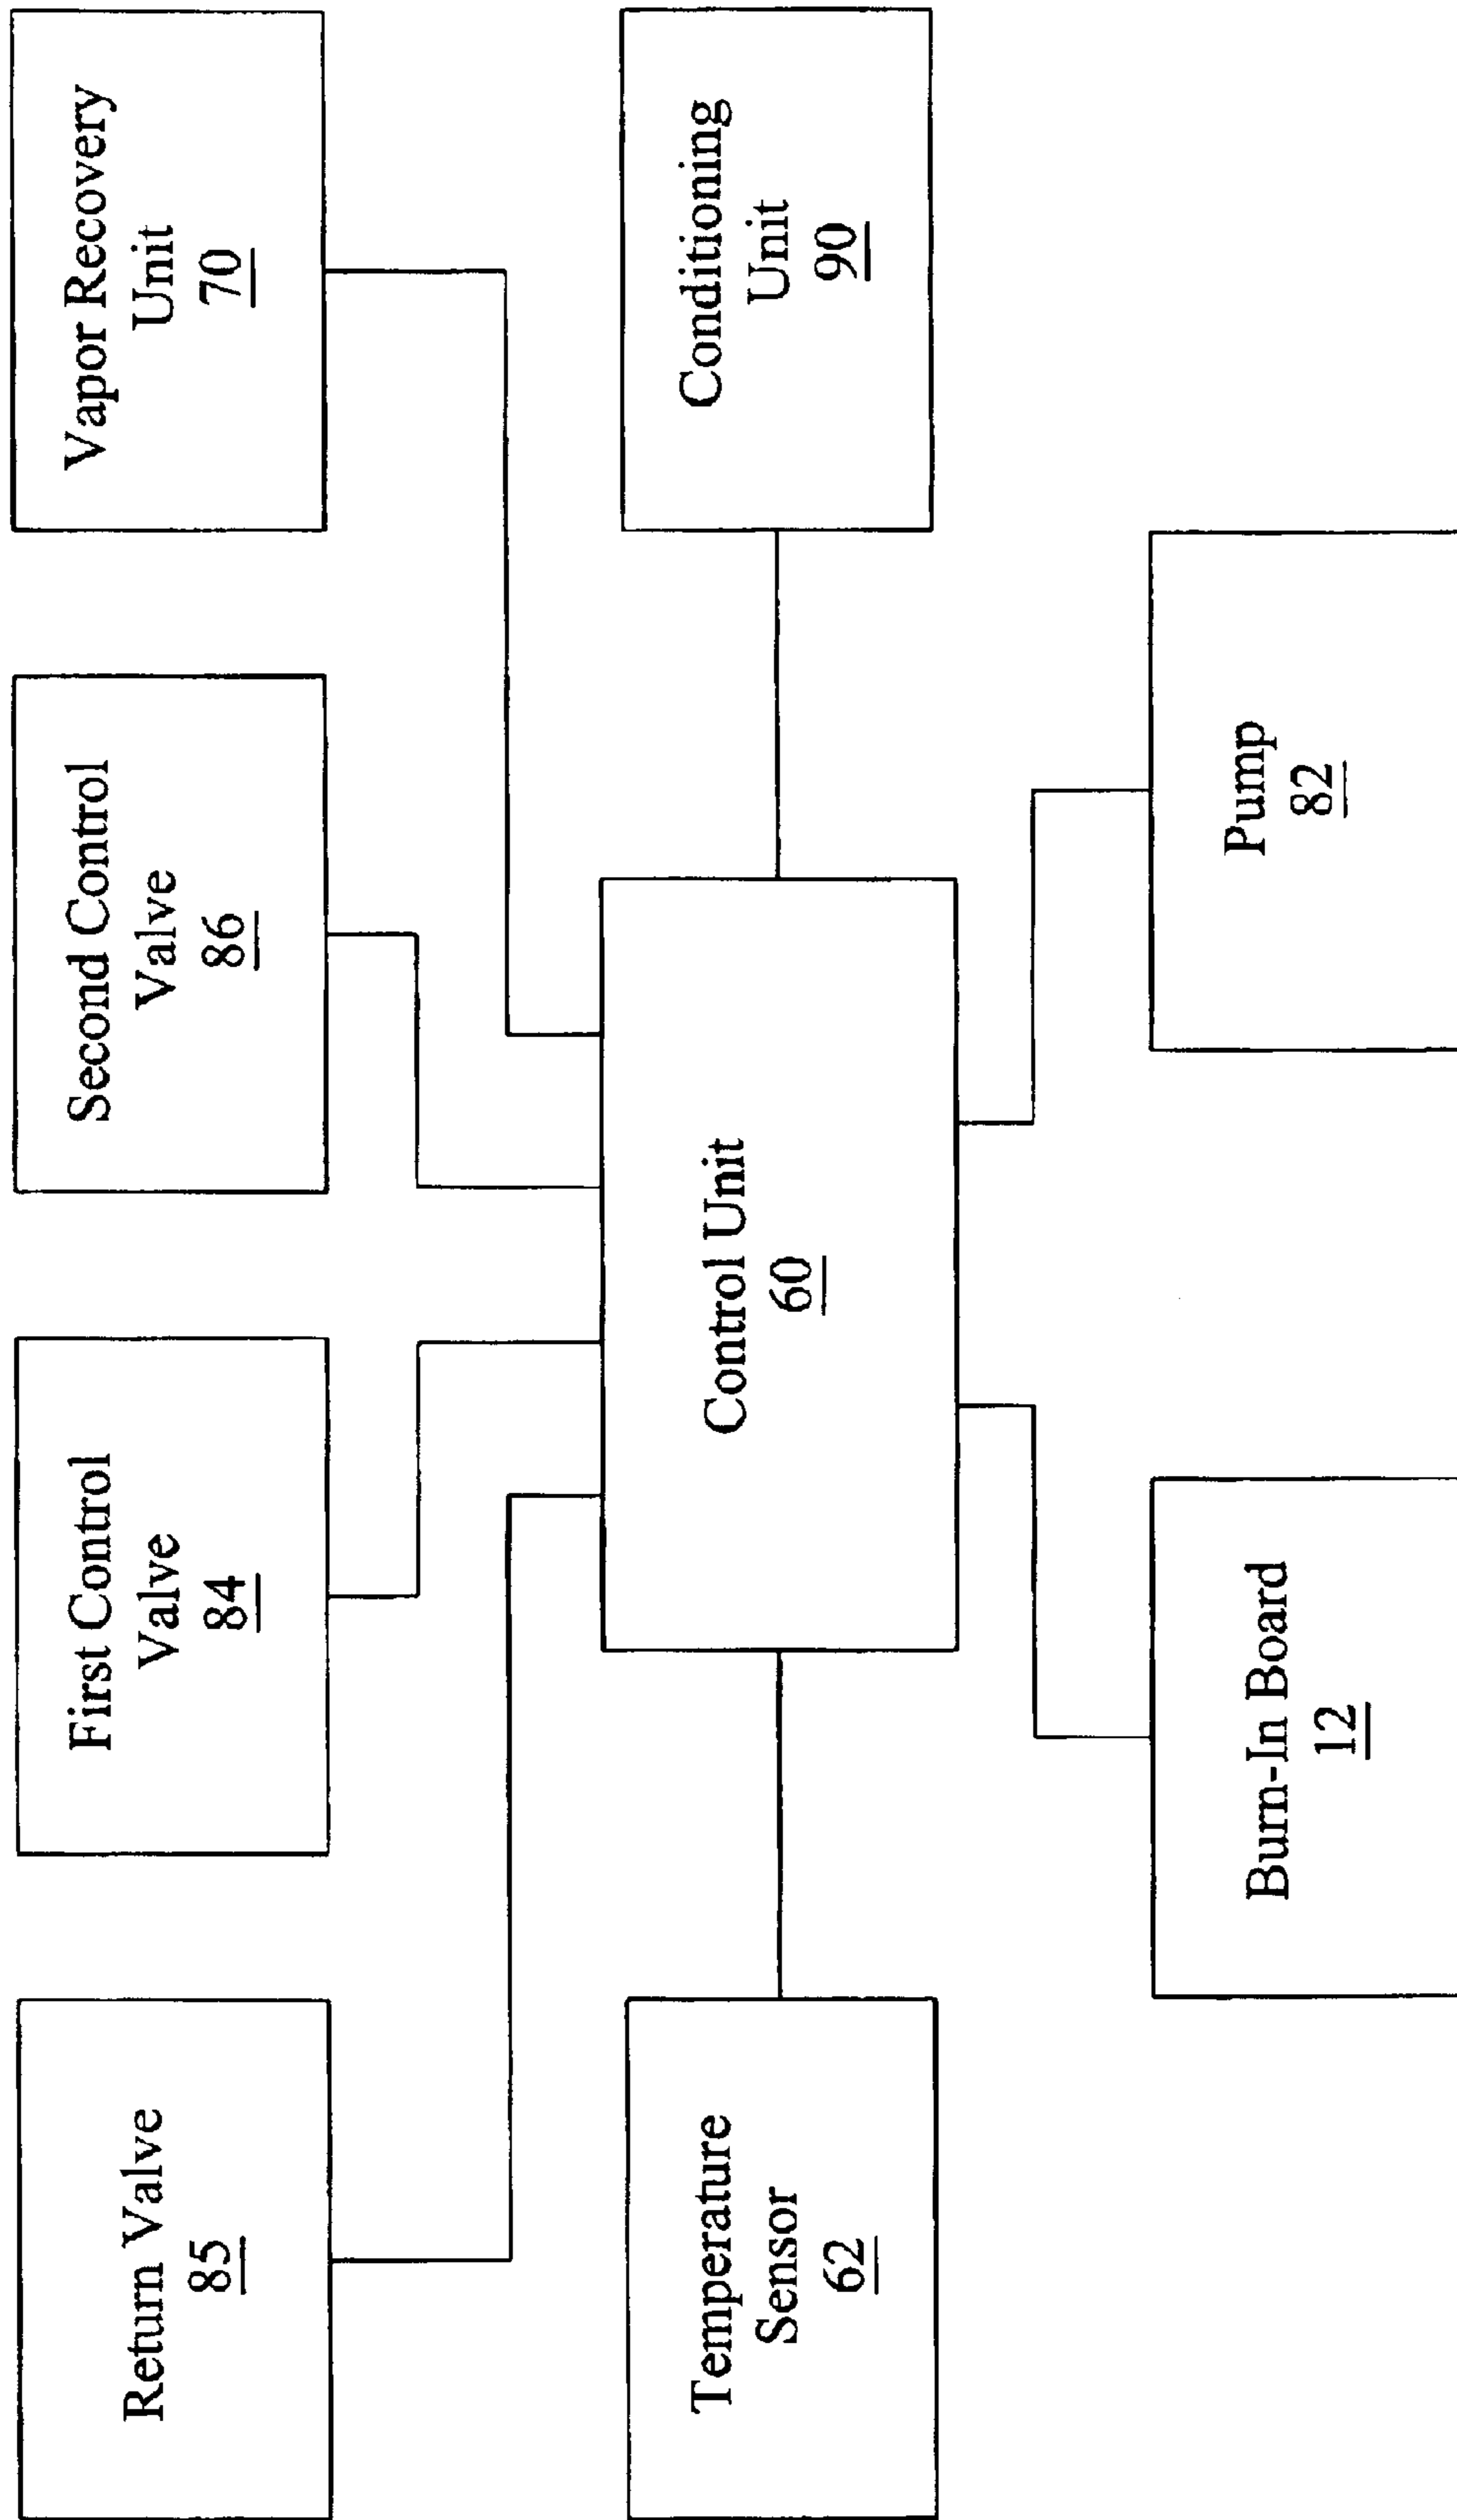 Return Valve
85
First Control
Valve
84
Second Control
Valve
86
Vapor Recovery
Unit
70
Temperature
Sensor
62
Control Unit
60
Conditioning
Unit
90
Burn-In Board
12
Pump
82